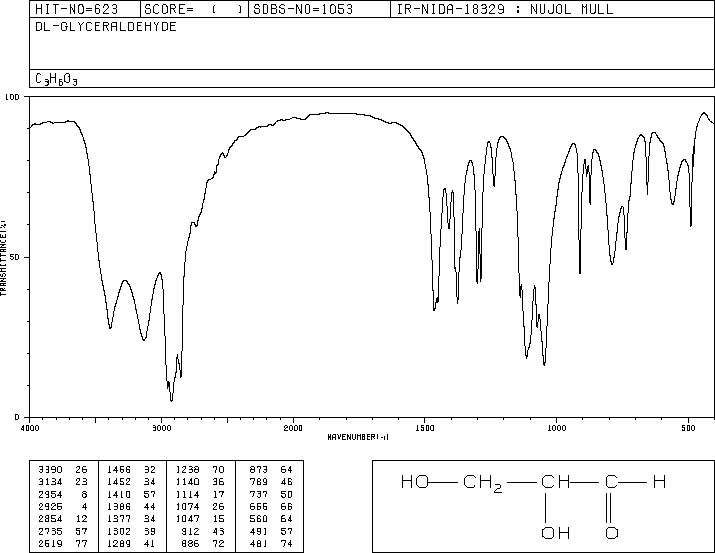 HIT-NO=623 SCORE= ( ) SDBS-NO=1053 IR-NIDA-18329 : NUJOL MULL
DL-GLYCERALDEHYDE
C3H6O3
100
50
0
TRANSMITTANCE(%)
4000 3000 2000 1500 1000 500
WAVENUMBER(-1)
3390 26 1466 32 1238 70 873 64
3134 23 1452 34 1140 36 789 46
2954 8 1410 57 1114 17 737 50
2925 4 1386 44 1074 26 656 66
2854 12 1377 34 1047 15 560 64
2735 57 1302 39 912 43 491 57
2519 77 1289 41 886 72 481 74
HO CH2 CH C H
OH O